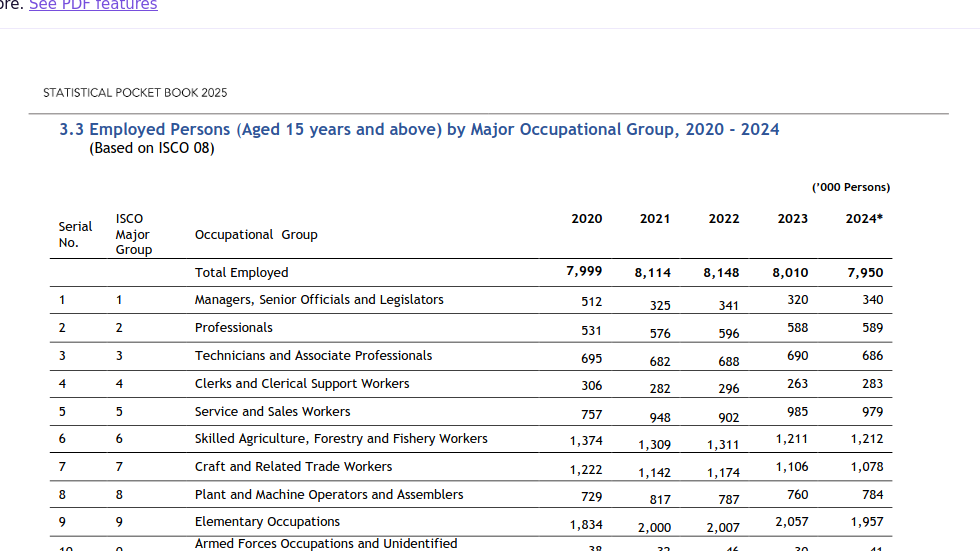 ore. See PDF features
STATISTICAL POCKET BOOK 2025
3.3 Employed Persons (Aged 15 years and above) by Major Occupational Group, 2020 - 2024
(Based on ISCO 08)
('000 Persons)
Serial No. ISCO Major Group Occupational Group 2020 2021 2022 2023 2024*
Total Employed 7,999 8,114 8,148 8,010 7,950
1 1 Managers, Senior Officials and Legislators 512 325 341 320 340
2 2 Professionals 531 576 596 588 589
3 3 Technicians and Associate Professionals 695 682 688 690 686
4 4 Clerks and Clerical Support Workers 306 282 296 263 283
5 5 Service and Sales Workers 757 948 902 985 979
6 6 Skilled Agriculture, Forestry and Fishery Workers 1,374 1,309 1,311 1,211 1,212
7 7 Craft and Related Trade Workers 1,222 1,142 1,174 1,106 1,078
8 8 Plant and Machine Operators and Assemblers 729 817 787 760 784
9 9 Elementary Occupations 1,834 2,000 2,007 2,057 1,957
Armed Forces Occupations and Unidentified